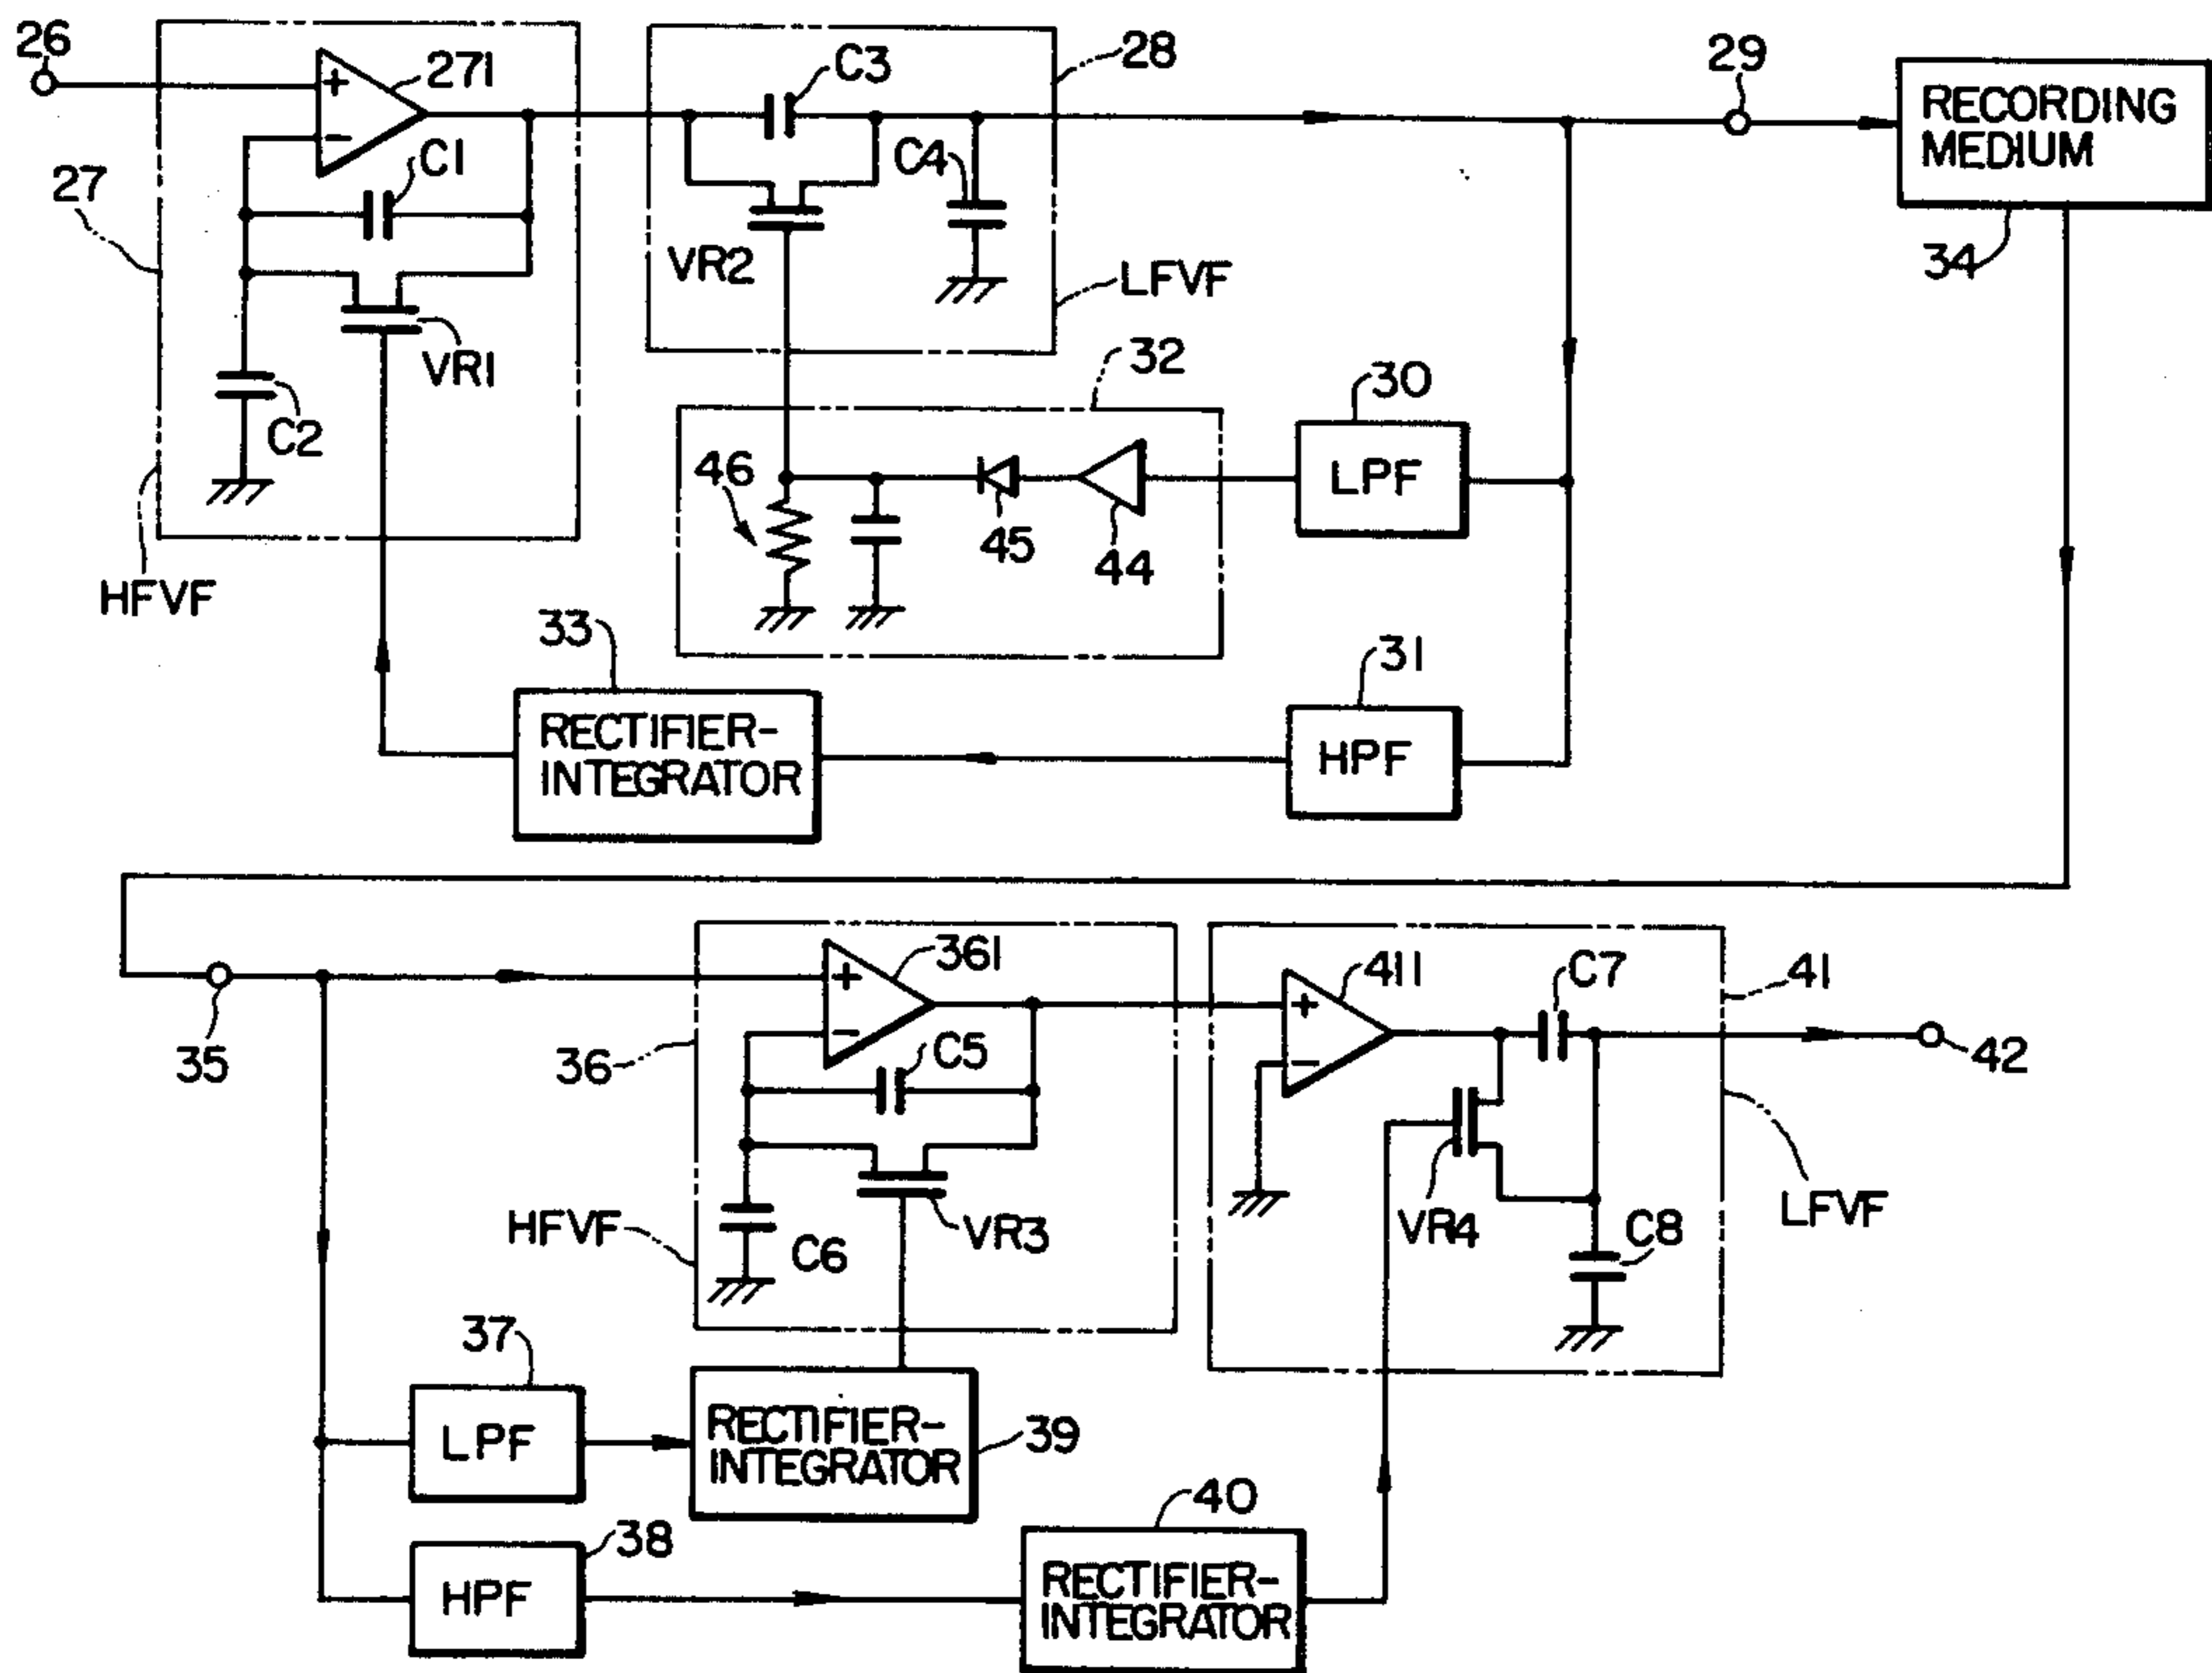 26
271
C3
28
29
RECORDING
MEDIUM
C1
C4
27
VR2
LFVF
34
VR1
32
30
C2
46
LPF
45
44
HFVF
33
31
RECTIFIER-
INTEGRATOR
HPF
361
411
C7
41
35
36
C5
42
HFVF
C6
VR3
VR4
C8
LFVF
37
LPF
RECTIFIER-
INTEGRATOR
39
38
40
HPF
RECTIFIER-
INTEGRATOR